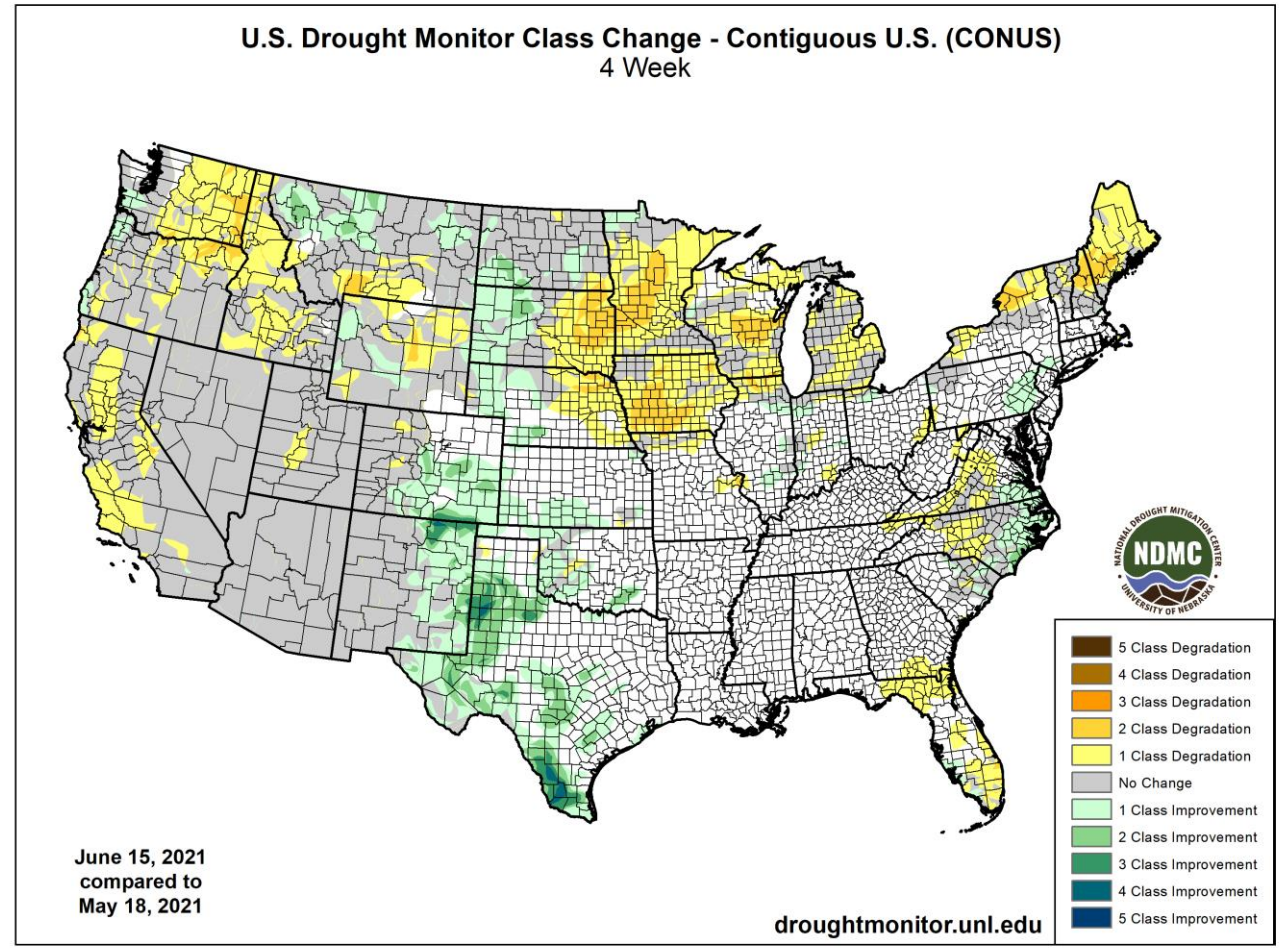 U.S. Drought Monitor Class Change - Contiguous U.S. (CONUS)
4 Week
NATIONAL DROUGHT MITIGATION CENTER
NDMC
UNIVERSITY OF NEBRASKA
5 Class Degradation
4 Class Degradation
3 Class Degradation
2 Class Degradation
1 Class Degradation
No Change
1 Class Improvement
2 Class Improvement
3 Class Improvement
4 Class Improvement
5 Class Improvement
June 15, 2021
compared to
May 18, 2021
droughtmonitor.unl.edu